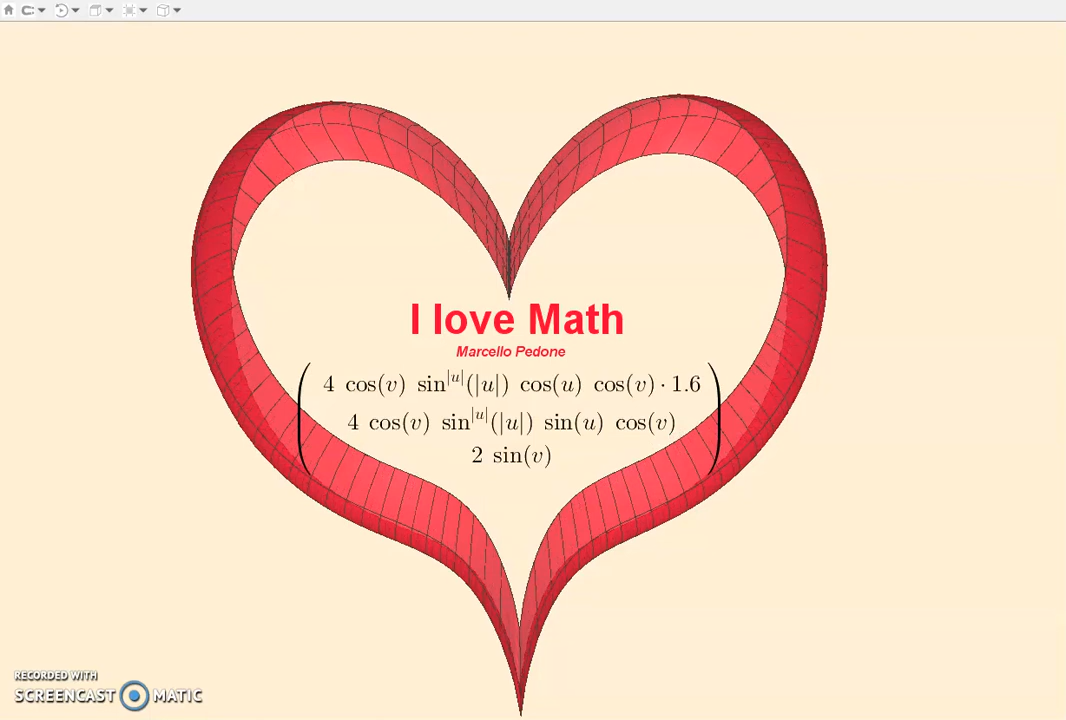 I love Math
Marcello Pedone
4 cos(v) sin^|u|(|u|) cos(u) cos(v) · 1.6
4 cos(v) sin^|u|(|u|) sin(u) cos(v)
2 sin(v)
RECORDED WITH
SCREENCAST MATIC